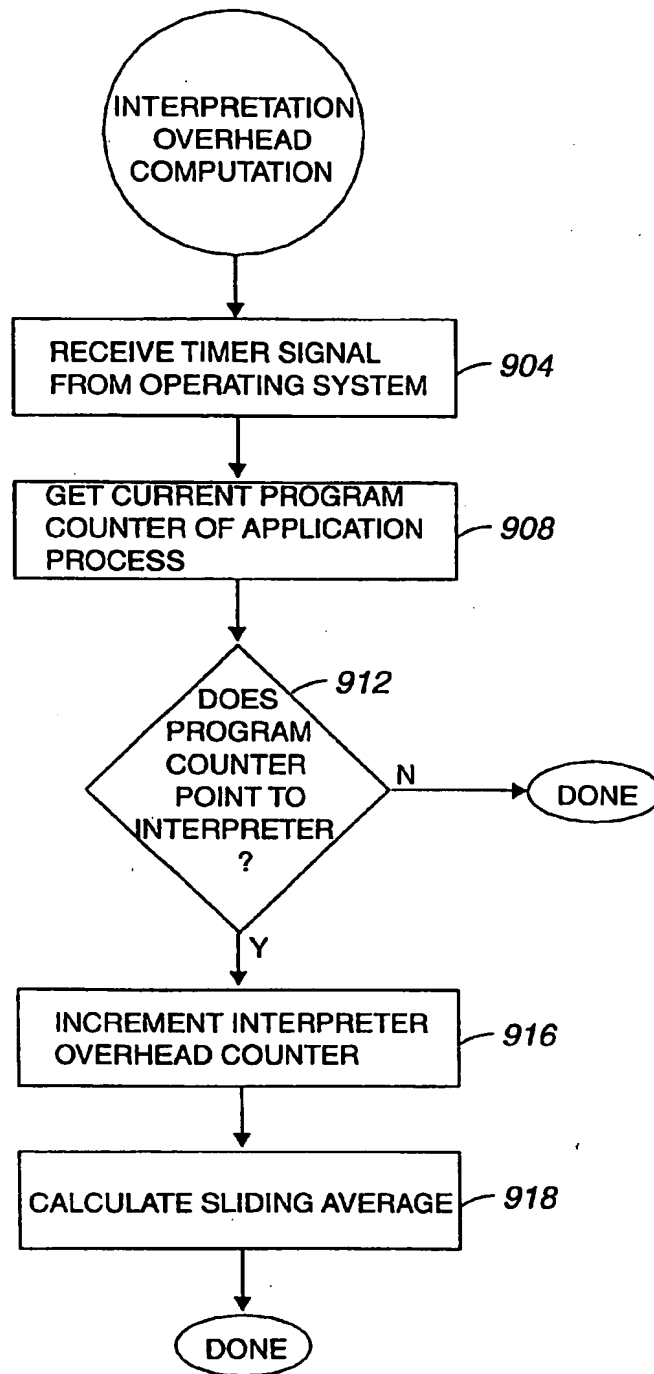 INTERPRETATION
OVERHEAD
COMPUTATION
RECEIVE TIMER SIGNAL
FROM OPERATING SYSTEM
904
GET CURRENT PROGRAM
COUNTER OF APPLICATION
PROCESS
908
912
DOES
PROGRAM
COUNTER
POINT TO
INTERPRETER
?
N
DONE
Y
INCREMENT INTERPRETER
OVERHEAD COUNTER
916
CALCULATE SLIDING AVERAGE
918
DONE